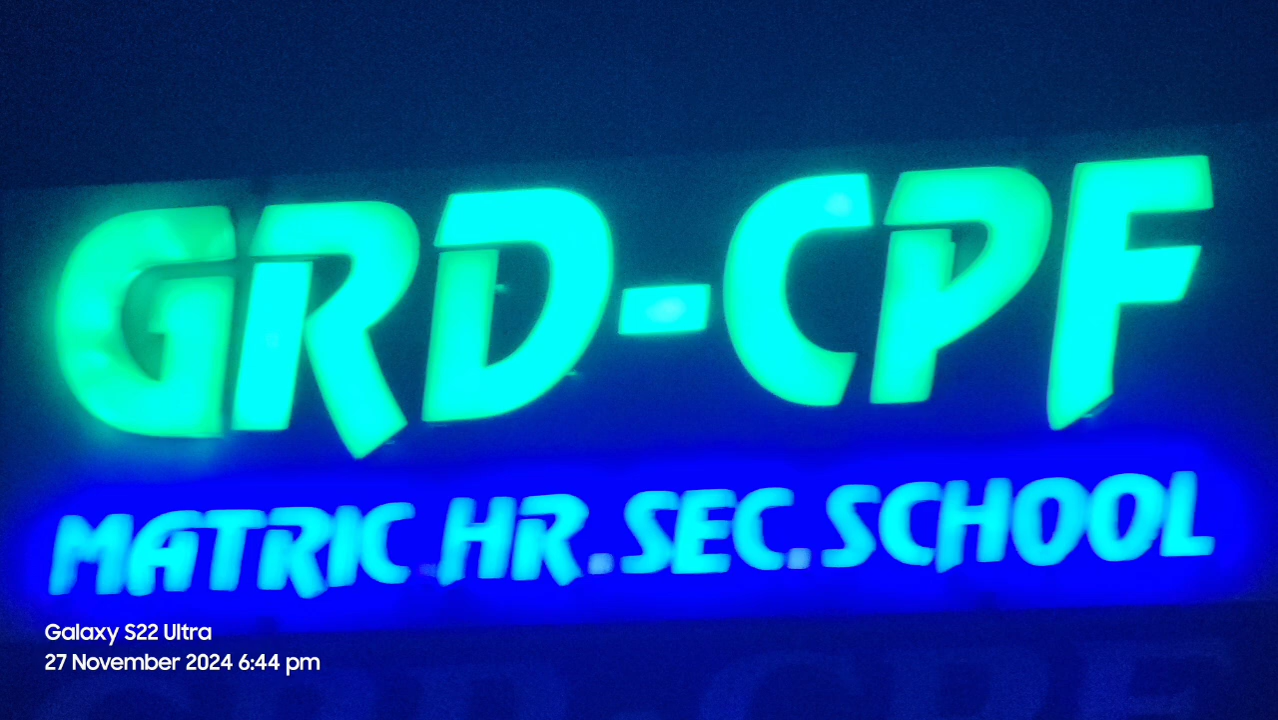 GRD-CPF
MATRIC.HR.SEC.SCHOOL
Galaxy S22 Ultra
27 November 2024 6:44 pm